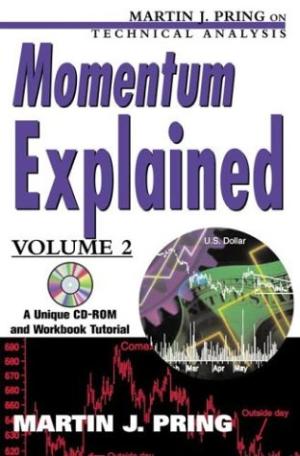 MARTIN J. PRING ON
TECHNICAL ANALYSIS
Momentum
Explained
VOLUME 2
A Unique CD-ROM
and Workbook Tutorial
U.S. Dollar
Mar Apr May
690
680
670
660
650
640
630
620
Comex
Outside day
MARTIN J. PRING
Outside day